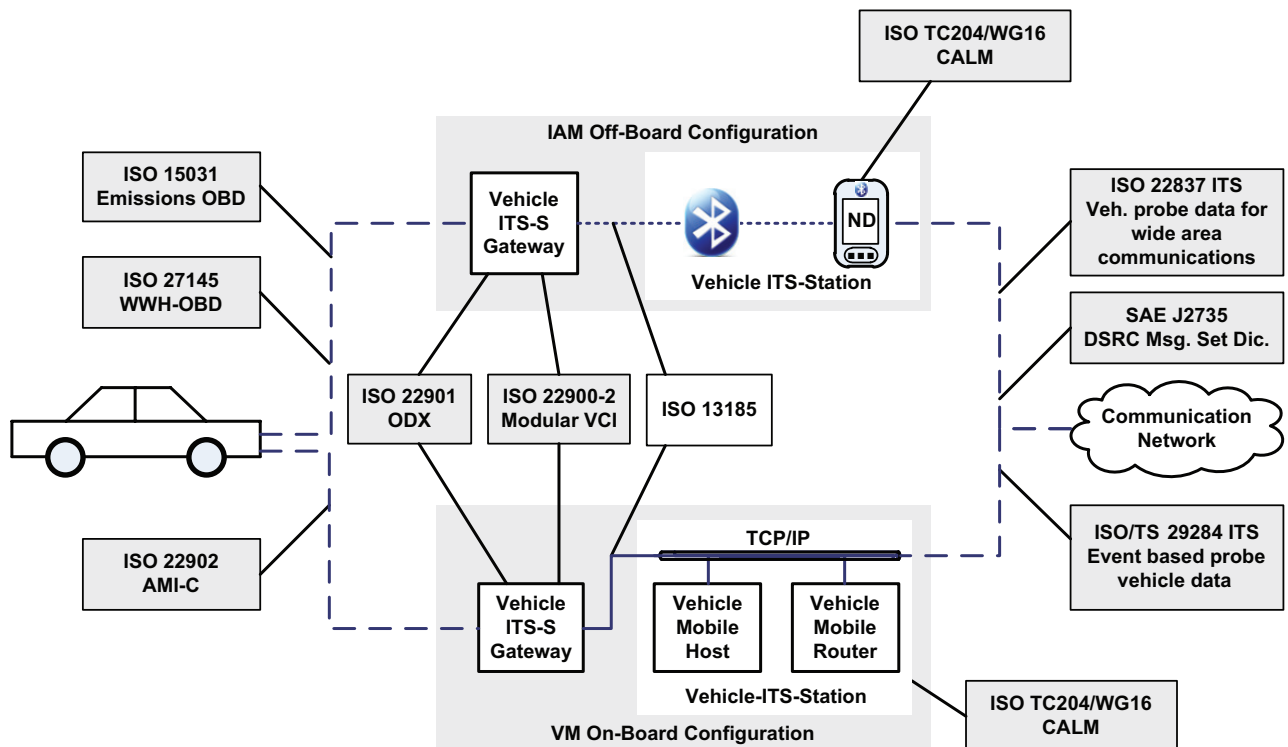 ISO TC204/WG16
CALM
IAM Off-Board Configuration
ISO 15031
Emissions OBD
Vehicle
ITS-S
Gateway
ND
Vehicle ITS-Station
ISO 22837 ITS
Veh. probe data for
wide area
communications
ISO 27145
WWH-OBD
SAE J2735
DSRC Msg. Set Dic.
ISO 22901
ODX
ISO 22900-2
Modular VCI
ISO 13185
Communication
Network
ISO 22902
AMI-C
TCP/IP
ISO/TS 29284 ITS
Event based probe
vehicle data
Vehicle
ITS-S
Gateway
Vehicle
Mobile
Host
Vehicle
Mobile
Router
Vehicle-ITS-Station
ISO TC204/WG16
CALM
VM On-Board Configuration